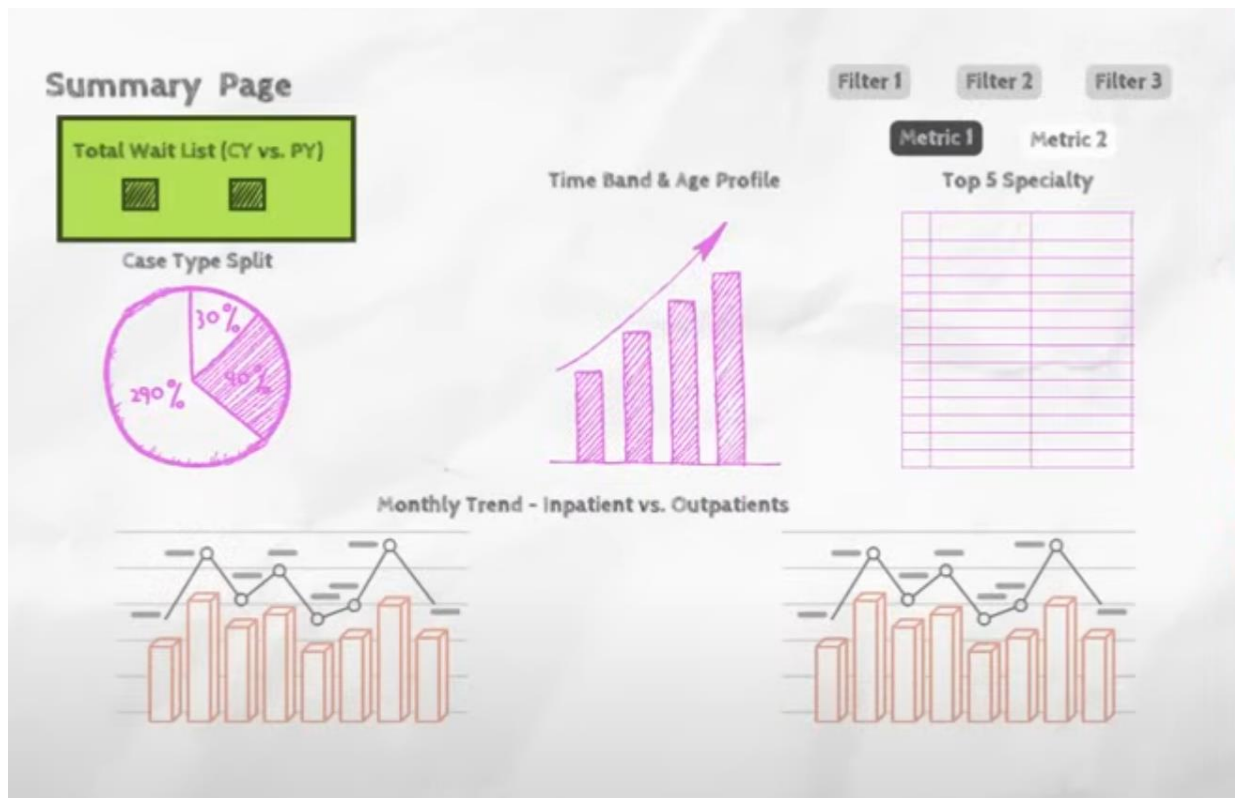 Summary Page
Filter 1
Filter 2
Filter 3
Total Wait List (CY vs. PY)
Metric 1
Metric 2
Time Band & Age Profile
Top 5 Specialty
Case Type Split
30%
40%
290%
Monthly Trend - Inpatient vs. Outpatients